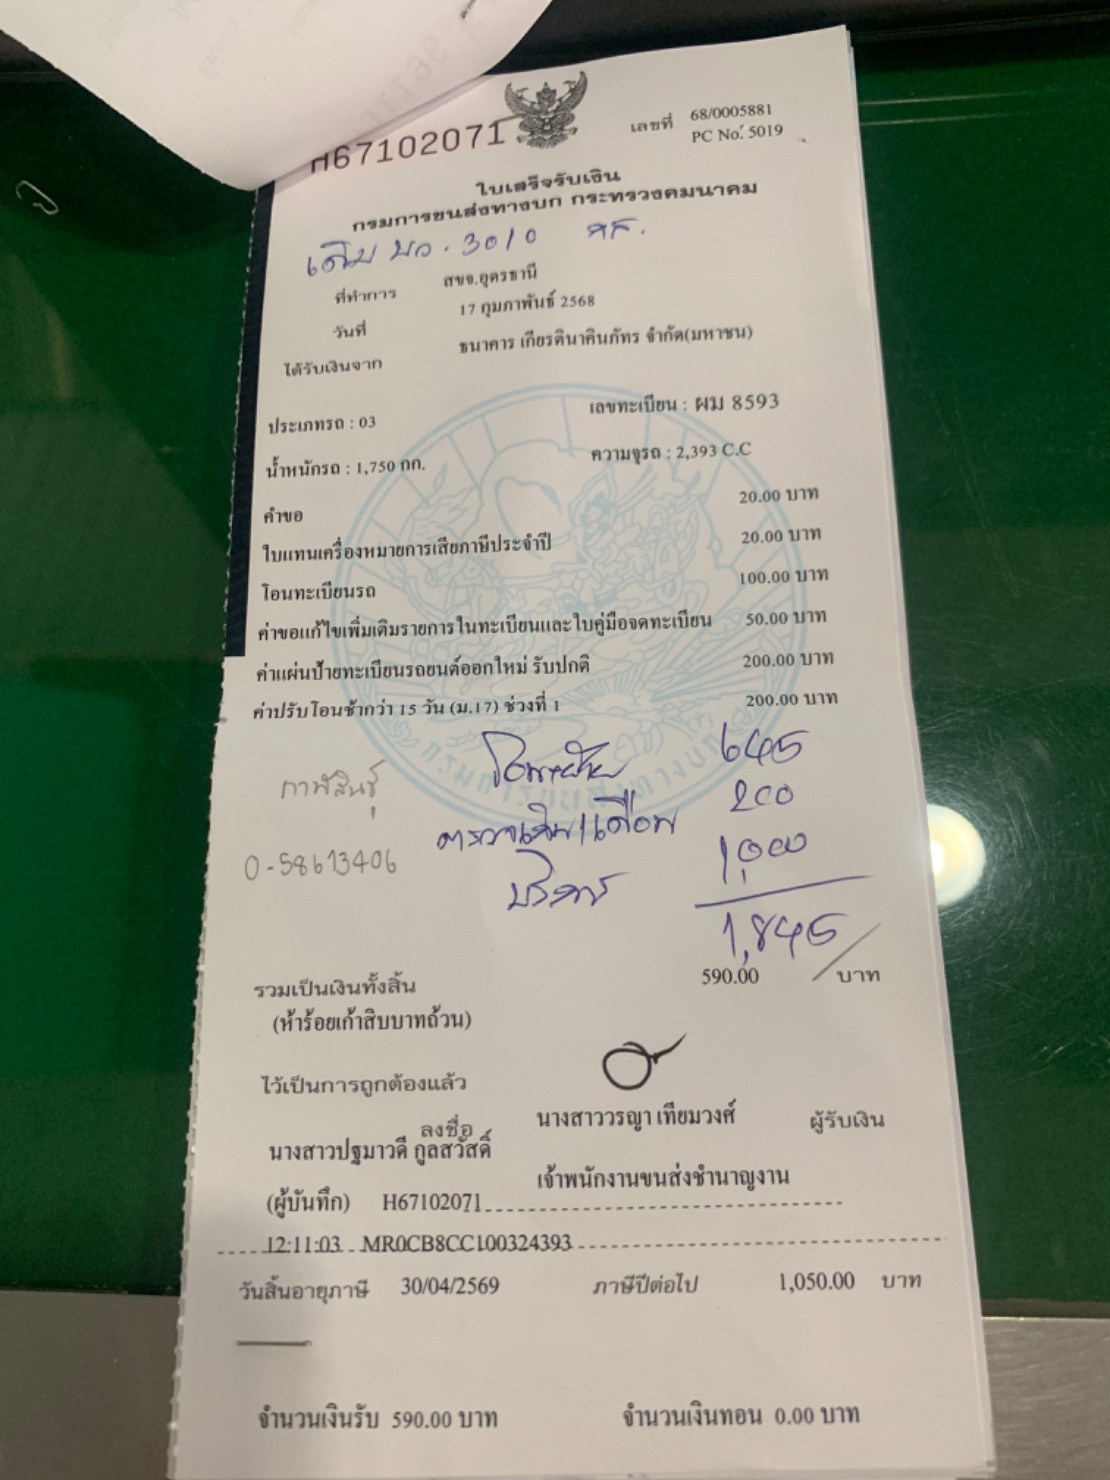 H67102071
เลขที่ 68/0005881
PC No. 5019
ใบเสร็จรับเงิน
กรมการขนส่งทางบก กระทรวงคมนาคม
เดิม บว. 3010 กส.
ที่ทำการ สขจ.อุดรธานี
วันที่ 17 กุมภาพันธ์ 2568
ได้รับเงินจาก ธนาคาร เกียรตินาคินภัทร จำกัด(มหาชน)
ประเภทรถ : 03 เลขทะเบียน : ผม 8593
น้ำหนักรถ : 1,750 กก. ความจุรถ : 2,393 C.C
คำขอ 20.00 บาท
ใบแทนเครื่องหมายการเสียภาษีประจำปี 20.00 บาท
โอนทะเบียนรถ 100.00 บาท
ค่าขอแก้ไขเพิ่มเติมรายการในทะเบียนและใบคู่มือจดทะเบียน 50.00 บาท
ค่าแผ่นป้ายทะเบียนรถยนต์ออกใหม่ รับปกติ 200.00 บาท
ค่าปรับโอนช้ากว่า 15 วัน (ม.17) ช่วงที่ 1 200.00 บาท
กรมการขนส่งทางบก
645
กาฬสินธุ์ 200
0-58613406
บริการ 1,000
1,845
รวมเป็นเงินทั้งสิ้น 590.00 บาท
(ห้าร้อยเก้าสิบบาทถ้วน)
ไว้เป็นการถูกต้องแล้ว
ลงชื่อ นางสาววรญา เทียมวงศ์ ผู้รับเงิน
นางสาวปฐมาวดี กูลสวัสดิ์
เจ้าพนักงานขนส่งชำนาญงาน
(ผู้บันทึก) H67102071
12:11:03 MR0CB8CC100324393
วันสิ้นอายุภาษี 30/04/2569 ภาษีปีต่อไป 1,050.00 บาท
จำนวนเงินรับ 590.00 บาท จำนวนเงินทอน 0.00 บาท